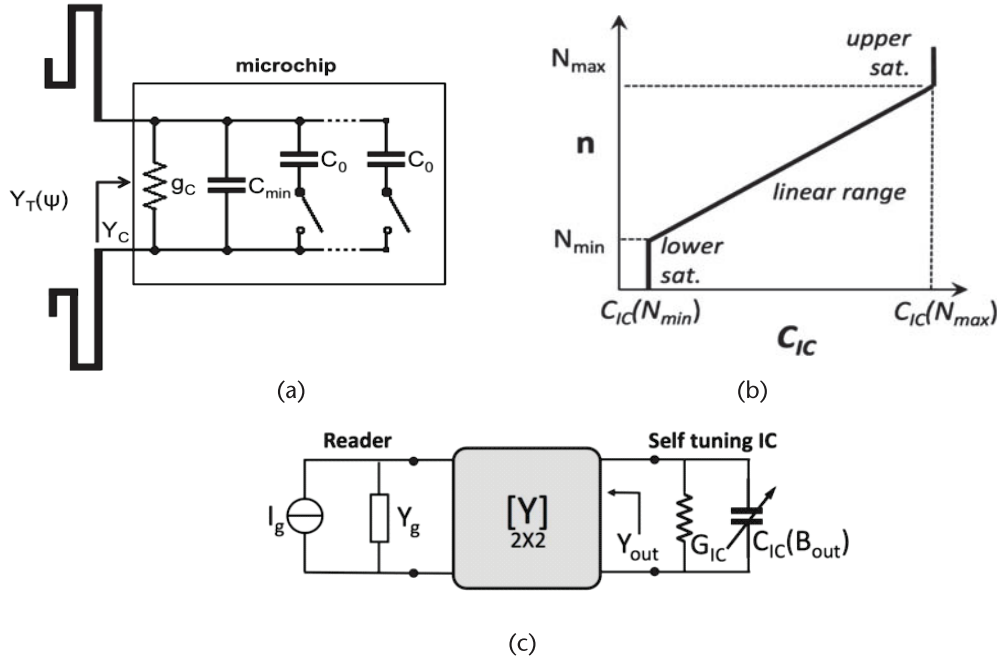 microchip
Y_T(ψ)
Y_C
g_C
C_min
C_0
C_0
(a)
N_max
upper
sat.
n
linear range
N_min
lower
sat.
C_IC(N_min)
C_IC(N_max)
C_IC
(b)
Reader
Self tuning IC
I_g
Y_g
[Y]
2X2
Y_out
G_IC
C_IC(B_out)
(c)